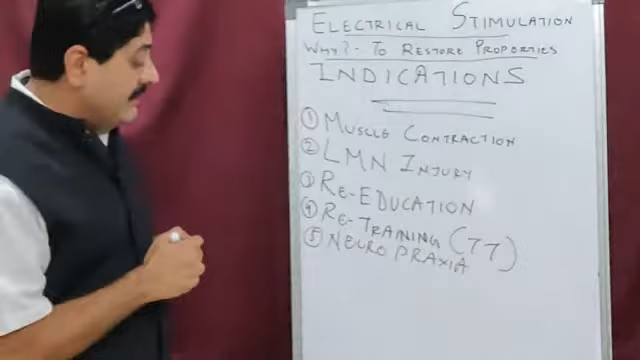 ELECTRICAL STIMULATION
WHY? - TO RESTORE PROPERTIES
INDICATIONS
① MUSCLE CONTRACTION
② LMN INJURY
③ RE-EDUCATION
④ RE-TRAINING (TT)
⑤ NEUROPRAXIA